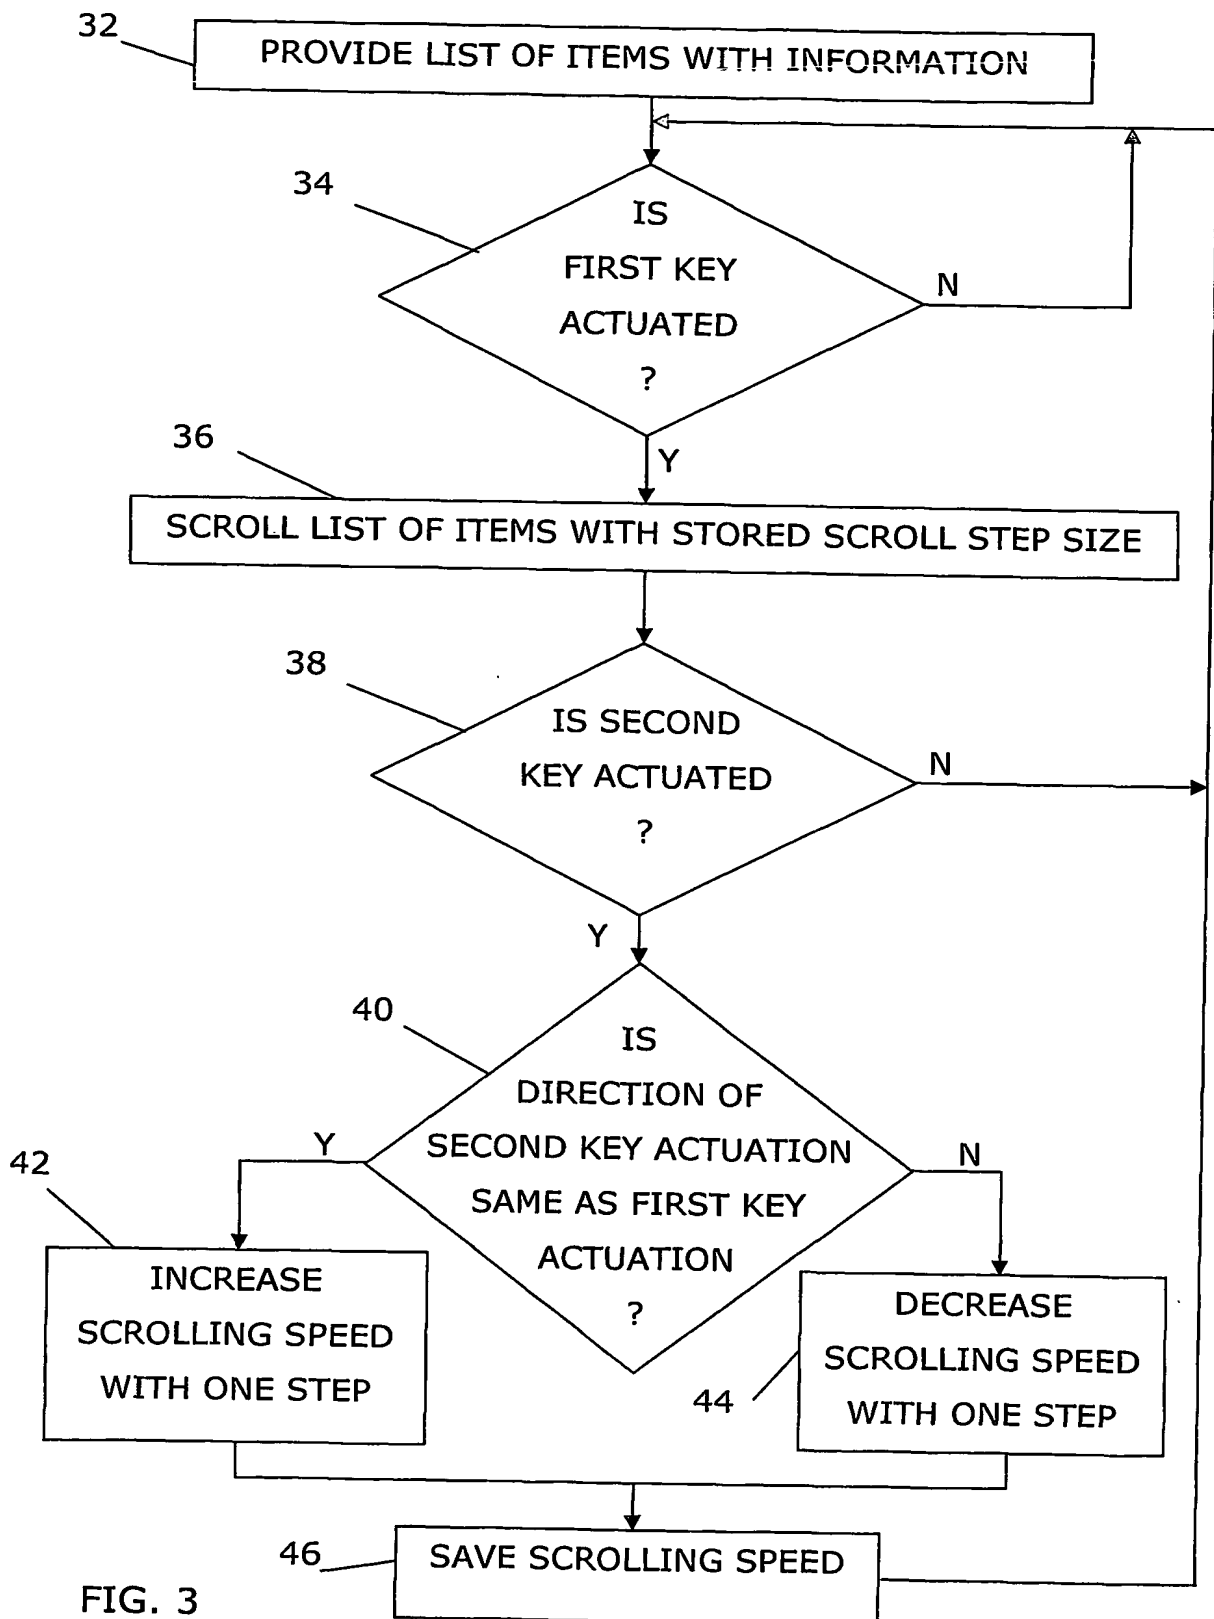 32
PROVIDE LIST OF ITEMS WITH INFORMATION
34
IS
FIRST KEY
ACTUATED
?
N
Y
36
SCROLL LIST OF ITEMS WITH STORED SCROLL STEP SIZE
38
IS SECOND
KEY ACTUATED
?
N
Y
40
IS
DIRECTION OF
SECOND KEY ACTUATION
SAME AS FIRST KEY
ACTUATION
?
Y
N
42
INCREASE
SCROLLING SPEED
WITH ONE STEP
DECREASE
SCROLLING SPEED
WITH ONE STEP
44
46
SAVE SCROLLING SPEED
FIG. 3